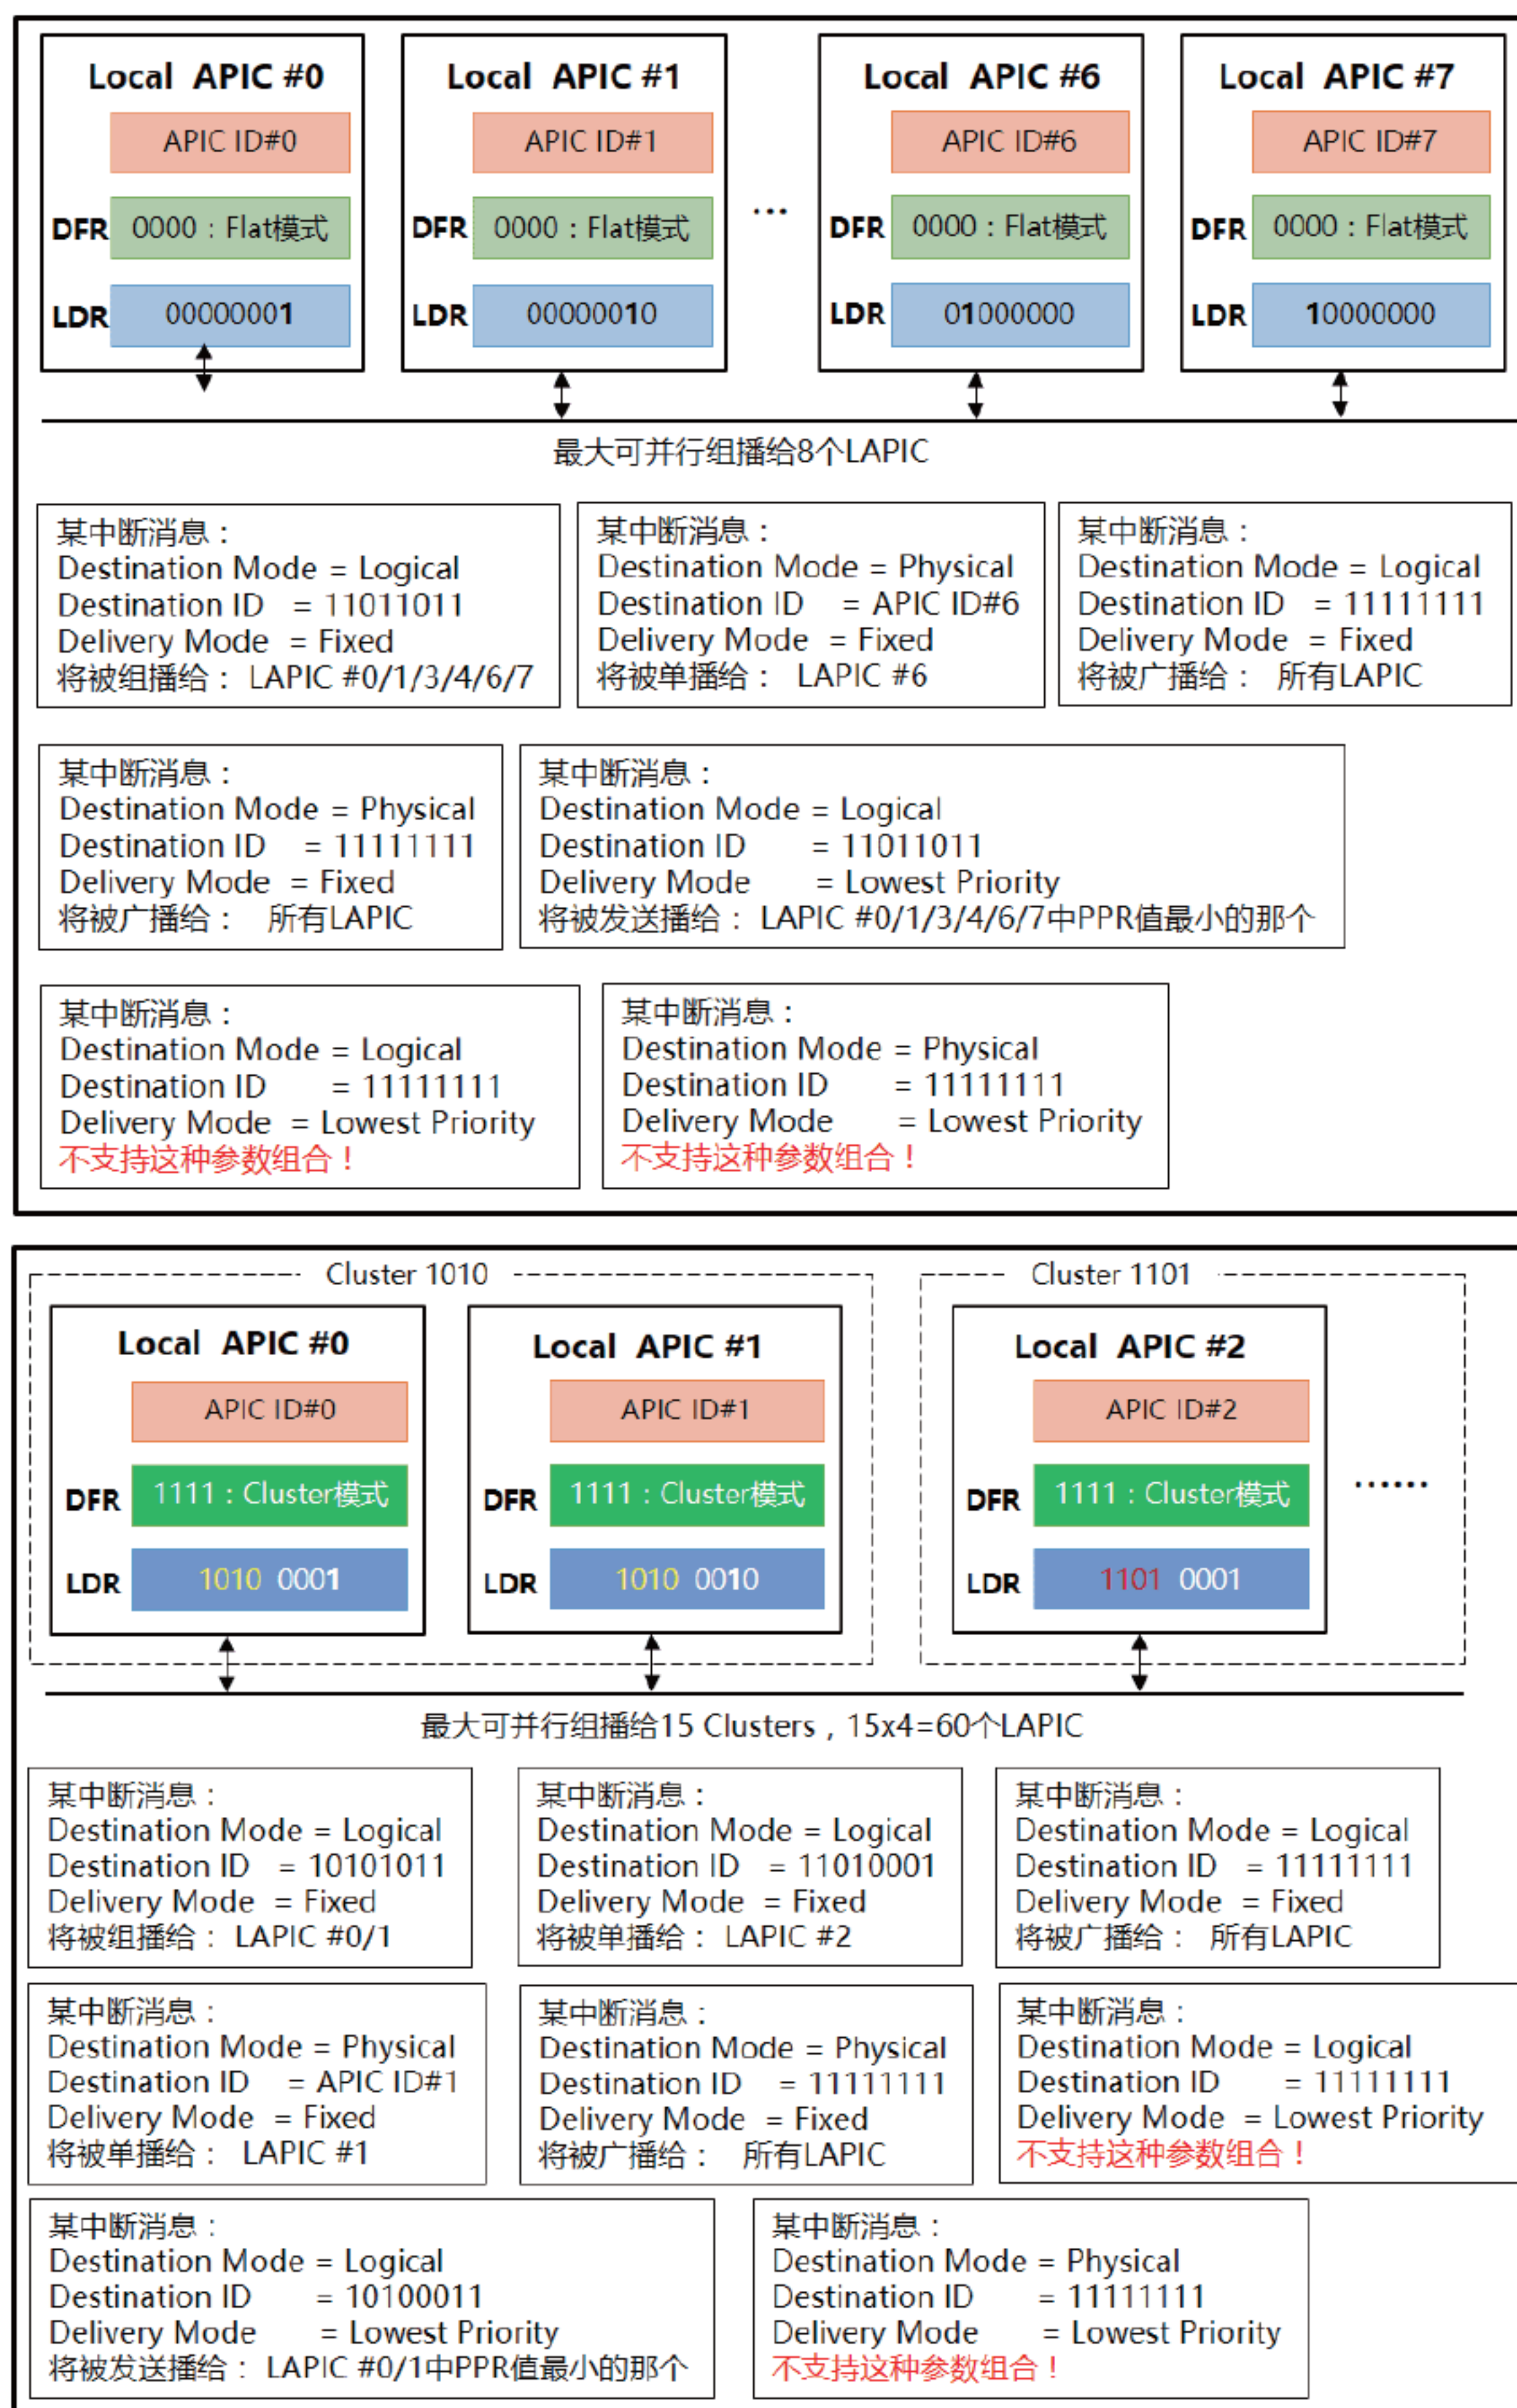 Local APIC #0
APIC ID#0
DFR 0000：Flat模式
LDR 00000001
Local APIC #1
APIC ID#1
DFR 0000：Flat模式
LDR 00000010
...
Local APIC #6
APIC ID#6
DFR 0000：Flat模式
LDR 01000000
Local APIC #7
APIC ID#7
DFR 0000：Flat模式
LDR 10000000
最大可并行组播给8个LAPIC
某中断消息：
Destination Mode = Logical
Destination ID = 11011011
Delivery Mode = Fixed
将被组播给： LAPIC #0/1/3/4/6/7
某中断消息：
Destination Mode = Physical
Destination ID = APIC ID#6
Delivery Mode = Fixed
将被单播给： LAPIC #6
某中断消息：
Destination Mode = Logical
Destination ID = 11111111
Delivery Mode = Fixed
将被广播给： 所有LAPIC
某中断消息：
Destination Mode = Physical
Destination ID = 11111111
Delivery Mode = Fixed
将被广播给： 所有LAPIC
某中断消息：
Destination Mode = Logical
Destination ID = 11011011
Delivery Mode = Lowest Priority
将被发送播给： LAPIC #0/1/3/4/6/7中PPR值最小的那个
某中断消息：
Destination Mode = Logical
Destination ID = 11111111
Delivery Mode = Lowest Priority
不支持这种参数组合！
某中断消息：
Destination Mode = Physical
Destination ID = 11111111
Delivery Mode = Lowest Priority
不支持这种参数组合！
Cluster 1010
Local APIC #0
APIC ID#0
DFR 1111：Cluster模式
LDR 1010 0001
Local APIC #1
APIC ID#1
DFR 1111：Cluster模式
LDR 1010 0010
Cluster 1101
Local APIC #2
APIC ID#2
DFR 1111：Cluster模式
LDR 1101 0001
......
最大可并行组播给15 Clusters，15x4=60个LAPIC
某中断消息：
Destination Mode = Logical
Destination ID = 10101011
Delivery Mode = Fixed
将被组播给： LAPIC #0/1
某中断消息：
Destination Mode = Logical
Destination ID = 11010001
Delivery Mode = Fixed
将被单播给： LAPIC #2
某中断消息：
Destination Mode = Logical
Destination ID = 11111111
Delivery Mode = Fixed
将被广播给： 所有LAPIC
某中断消息：
Destination Mode = Physical
Destination ID = APIC ID#1
Delivery Mode = Fixed
将被单播给： LAPIC #1
某中断消息：
Destination Mode = Physical
Destination ID = 11111111
Delivery Mode = Fixed
将被广播给： 所有LAPIC
某中断消息：
Destination Mode = Logical
Destination ID = 11111111
Delivery Mode = Lowest Priority
不支持这种参数组合！
某中断消息：
Destination Mode = Logical
Destination ID = 10100011
Delivery Mode = Lowest Priority
将被发送播给： LAPIC #0/1中PPR值最小的那个
某中断消息：
Destination Mode = Physical
Destination ID = 11111111
Delivery Mode = Lowest Priority
不支持这种参数组合！